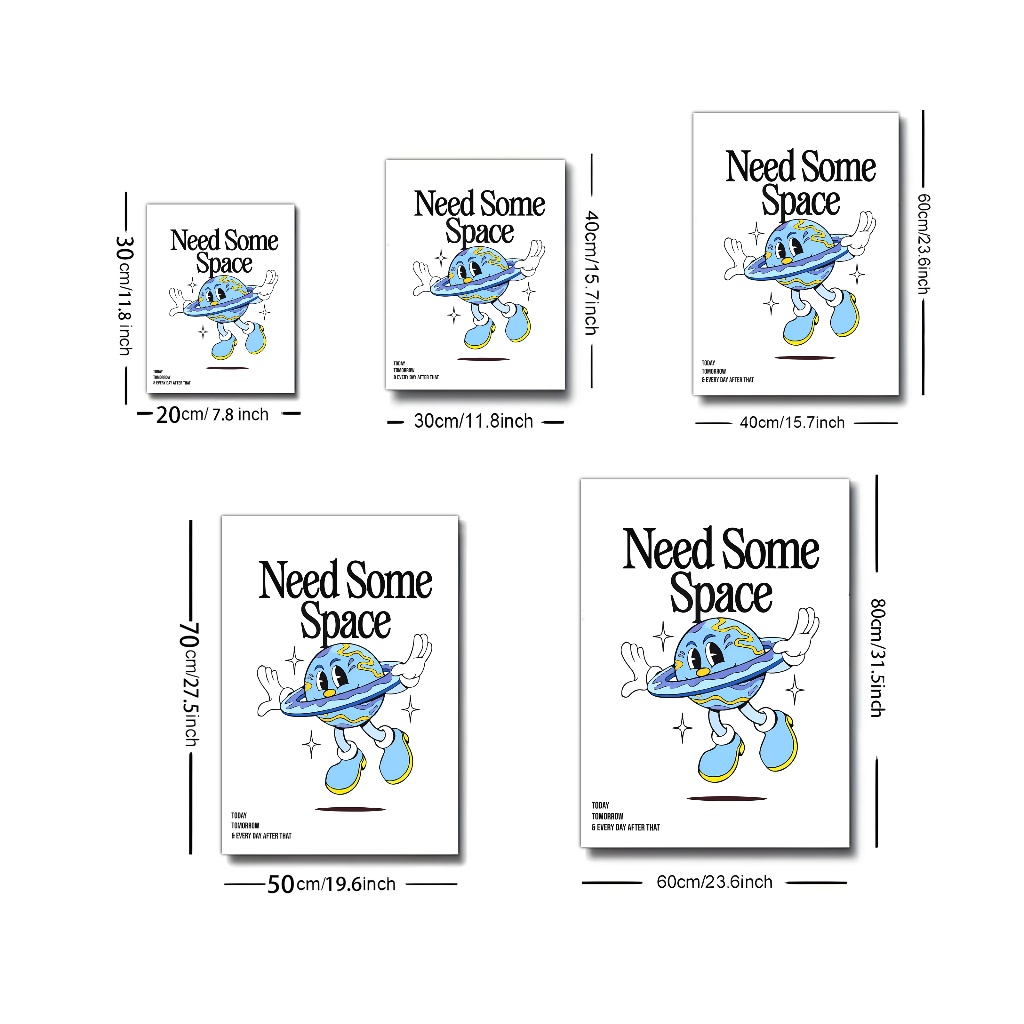 Need Some
Space
TODAY
TOMORROW
& EVERY DAY AFTER THAT
30cm/11.8 inch
20cm/ 7.8 inch
Need Some
Space
TODAY
TOMORROW
& EVERY DAY AFTER THAT
40cm/15.7inch
30cm/11.8inch
Need Some
Space
TODAY
TOMORROW
& EVERY DAY AFTER THAT
60cm/23.6inch
40cm/15.7inch
Need Some
Space
TODAY
TOMORROW
& EVERY DAY AFTER THAT
70cm/27.5inch
50cm/19.6inch
Need Some
Space
TODAY
TOMORROW
& EVERY DAY AFTER THAT
80cm/31.5inch
60cm/23.6inch